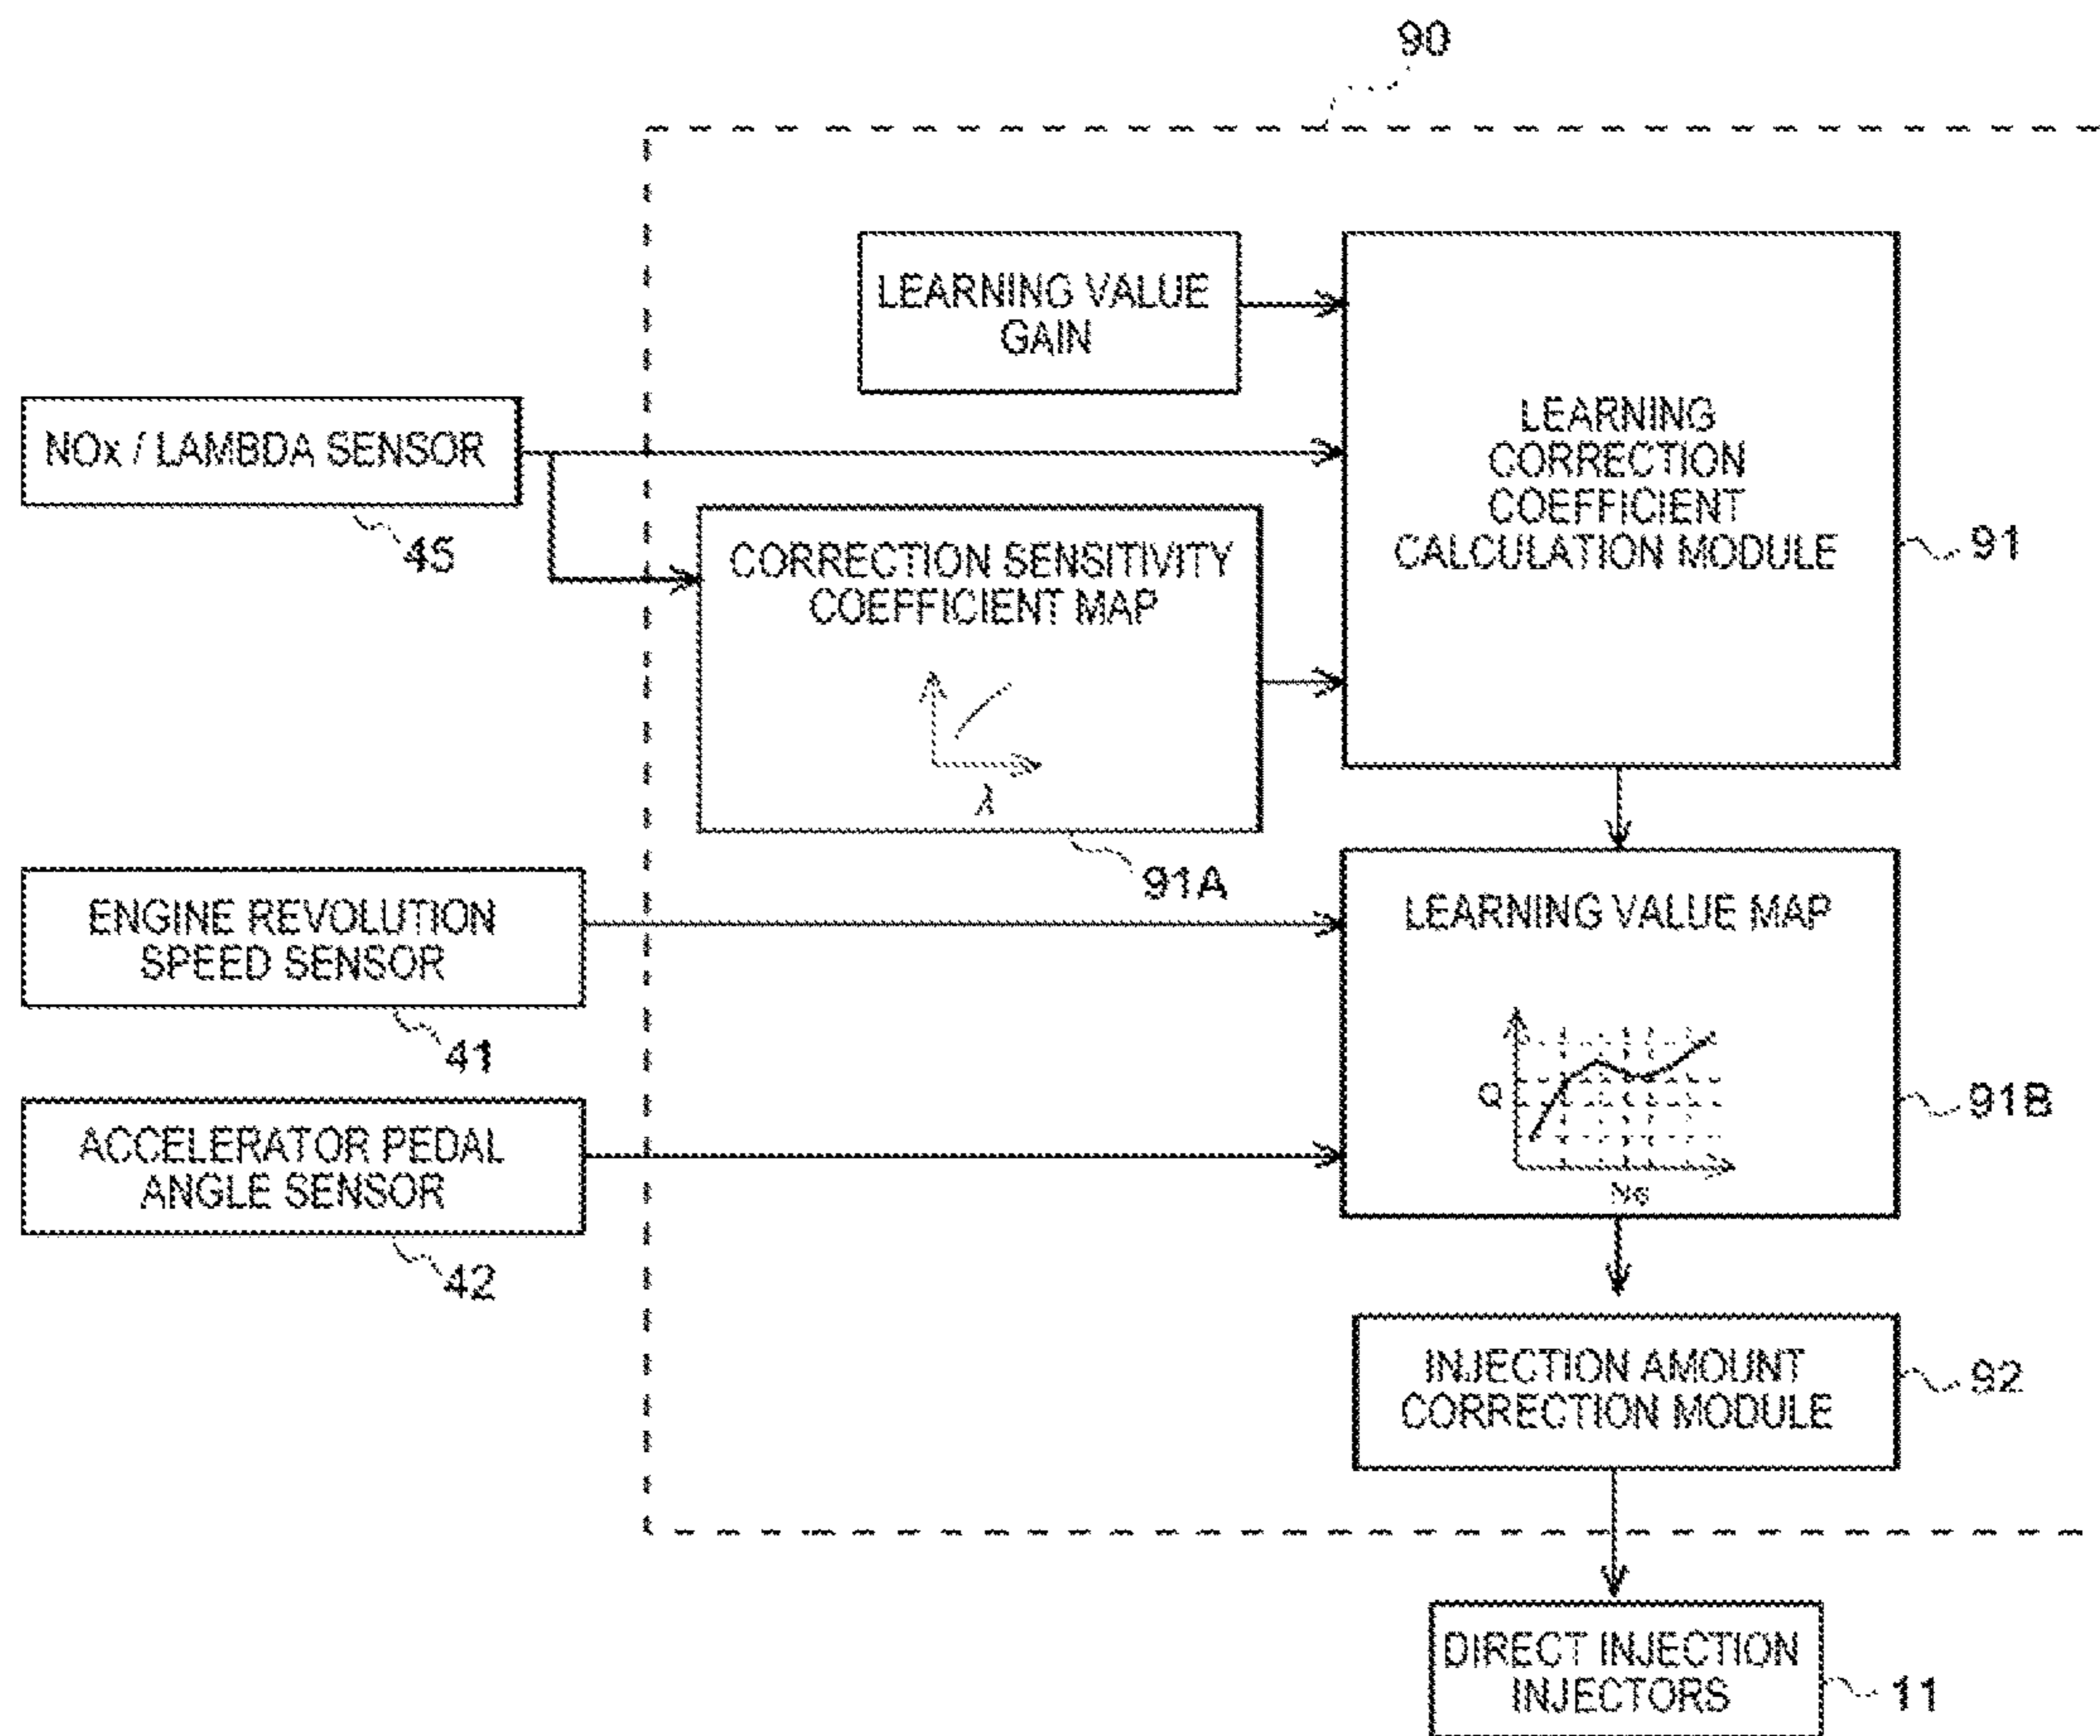 90
LEARNING VALUE
GAIN
NOx / LAMBDA SENSOR
45
LEARNING
CORRECTION
COEFFICIENT
CALCULATION MODULE
91
CORRECTION SENSITIVITY
COEFFICIENT MAP
λ
91A
ENGINE REVOLUTION
SPEED SENSOR
41
LEARNING VALUE MAP
Q
Ne
91B
ACCELERATOR PEDAL
ANGLE SENSOR
42
INJECTION AMOUNT
CORRECTION MODULE
92
DIRECT INJECTION
INJECTORS
11